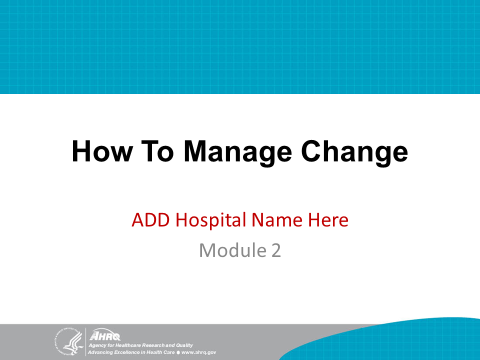 How To Manage Change
ADD Hospital Name Here
Module 2
AHRQ
Agency for Healthcare Research and Quality
Advancing Excellence in Health Care ■ www.ahrq.gov